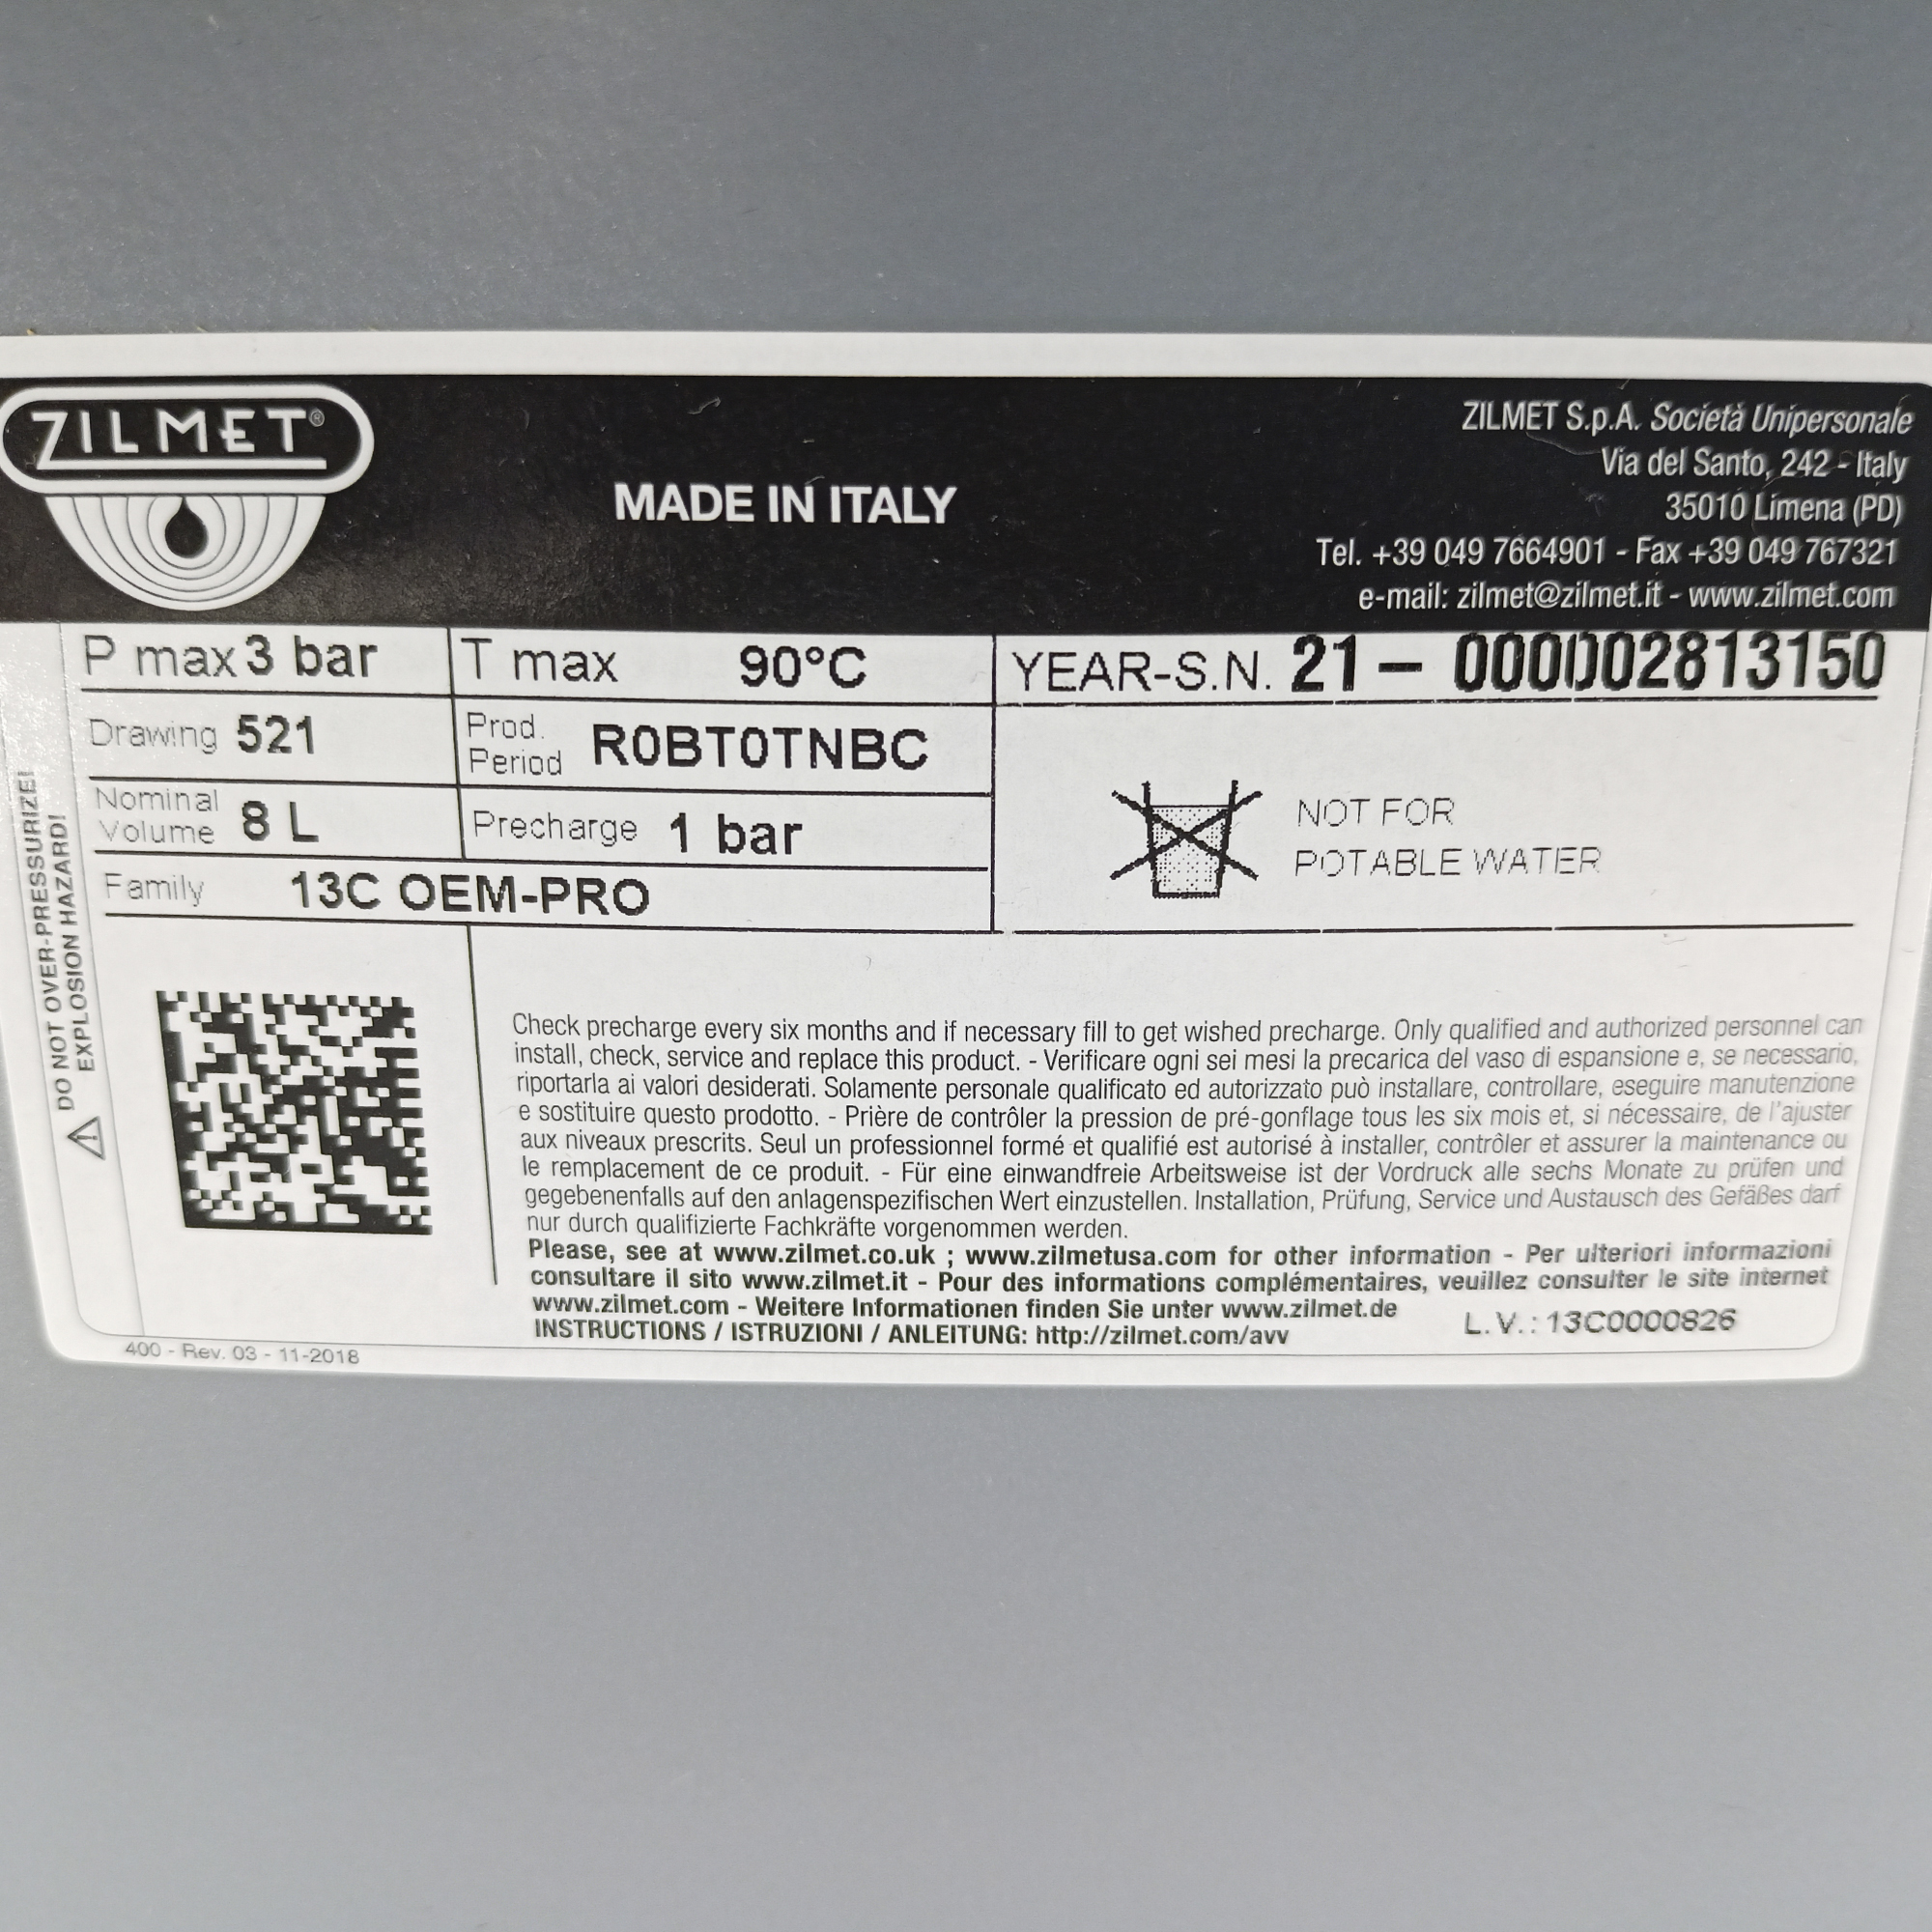 ZILMET®
MADE IN ITALY
ZILMET S.p.A. Società Unipersonale
Via del Santo, 242 - Italy
35010 Limena (PD)
Tel. +39 049 7664901 - Fax +39 049 767321
e-mail: zilmet@zilmet.it - www.zilmet.com
P max 3 bar
T max 90°C
YEAR-S.N. 21 - 000002813150
Drawing 521
Prod.
Period R0BT0TNBC
Nominal
Volume 8 L
Precharge 1 bar
Family 13C OEM-PRO
NOT FOR
POTABLE WATER
DO NOT OVER-PRESSURIZE!
EXPLOSION HAZARD!
Check precharge every six months and if necessary fill to get wished precharge. Only qualified and authorized personnel can
install, check, service and replace this product. - Verificare ogni sei mesi la precarica del vaso di espansione e, se necessario,
riportarla ai valori desiderati. Solamente personale qualificato ed autorizzato può installare, controllare, eseguire manutenzione
e sostituire questo prodotto. - Prière de contrôler la pression de pré-gonflage tous les six mois et, si nécessaire, de l'ajuster
aux niveaux prescrits. Seul un professionnel formé et qualifié est autorisé à installer, contrôler et assurer la maintenance ou
le remplacement de ce produit. - Für eine einwandfreie Arbeitsweise ist der Vordruck alle sechs Monate zu prüfen und
gegebenenfalls auf den anlagenspezifischen Wert einzustellen. Installation, Prüfung, Service und Austausch des Gefäßes darf
nur durch qualifizierte Fachkräfte vorgenommen werden.
Please, see at www.zilmet.co.uk ; www.zilmetusa.com for other information - Per ulteriori informazioni
consultare il sito www.zilmet.it - Pour des informations complémentaires, veuillez consulter le site internet
www.zilmet.com - Weitere Informationen finden Sie unter www.zilmet.de
INSTRUCTIONS / ISTRUZIONI / ANLEITUNG: http://zilmet.com/avv
L.V.: 13C0000826
400 - Rev. 03 - 11-2018